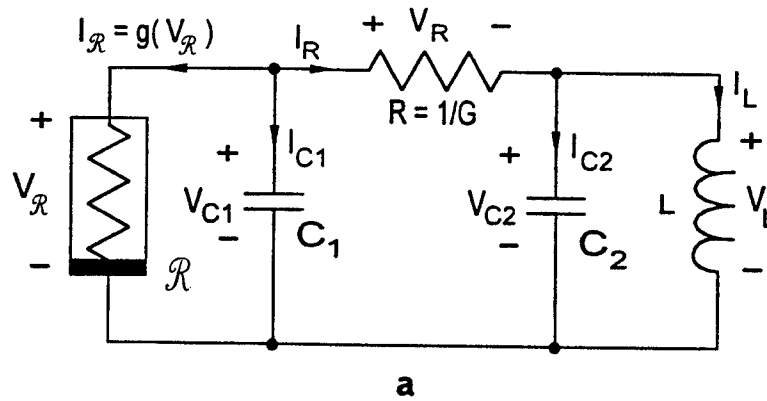 I_ℛ = g(V_ℛ)
I_R
+ V_R −
R = 1/G
I_L
+
V_ℛ
−
ℛ
I_C1
+
V_C1
−
C_1
I_C2
+
V_C2
−
C_2
L
+
V_L
−
a